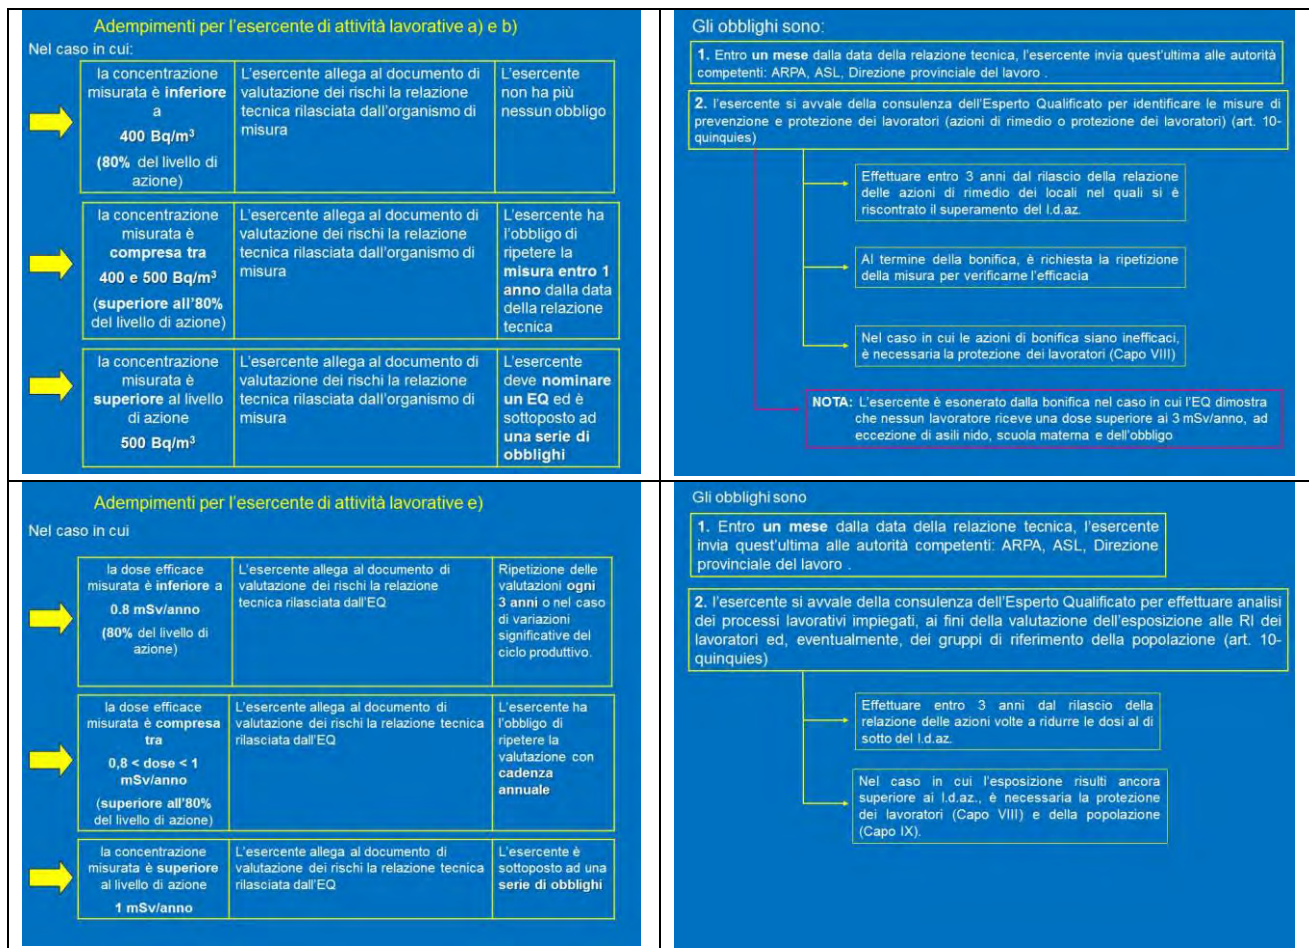 Adempimenti per l'esercente di attività lavorative a) e b)
Nel caso in cui:
la concentrazione
misurata è inferiore
a
400 Bq/m³
(80% del livello di
azione)
L'esercente allega al documento di
valutazione dei rischi la relazione
tecnica rilasciata dall'organismo di
misura
L'esercente
non ha più
nessun obbligo
la concentrazione
misurata è
compresa tra
400 e 500 Bq/m³
(superiore all'80%
del livello di azione)
L'esercente allega al documento di
valutazione dei rischi la relazione
tecnica rilasciata dall'organismo di
misura
L'esercente ha
l'obbligo di
ripetere la
misura entro 1
anno dalla data
della relazione
tecnica
la concentrazione
misurata è
superiore al livello
di azione
500 Bq/m³
L'esercente allega al documento di
valutazione dei rischi la relazione
tecnica rilasciata dall'organismo di
misura
L'esercente
deve nominare
un EQ ed è
sottoposto ad
una serie di
obblighi
Gli obblighi sono:
1. Entro un mese dalla data della relazione tecnica, l'esercente invia quest'ultima alle autorità
competenti: ARPA, ASL, Direzione provinciale del lavoro .
2. l'esercente si avvale della consulenza dell'Esperto Qualificato per identificare le misure di
prevenzione e protezione dei lavoratori (azioni di rimedio o protezione dei lavoratori) (art. 10-
quinquies)
Effettuare entro 3 anni dal rilascio della relazione
delle azioni di rimedio dei locali nel quali si è
riscontrato il superamento del l.d.az.
Al termine della bonifica, è richiesta la ripetizione
della misura per verificarne l'efficacia
Nel caso in cui le azioni di bonifica siano inefficaci,
è necessaria la protezione dei lavoratori (Capo VIII)
NOTA: L'esercente è esonerato dalla bonifica nel caso in cui l'EQ dimostra
che nessun lavoratore riceve una dose superiore ai 3 mSv/anno, ad
eccezione di asili nido, scuola materna e dell'obbligo
Adempimenti per l'esercente di attività lavorative e)
Nel caso in cui
la dose efficace
misurata è inferiore a
0.8 mSv/anno
(80% del livello di
azione)
L'esercente allega al documento di
valutazione dei rischi la relazione
tecnica rilasciata dall'EQ
Ripetizione delle
valutazioni ogni
3 anni o nel caso
di variazioni
significative del
ciclo produttivo.
la dose efficace
misurata è compresa
tra
0,8 < dose < 1
mSv/anno
(superiore all'80%
del livello di azione)
L'esercente allega al documento di
valutazione dei rischi la relazione tecnica
rilasciata dall'EQ
L'esercente ha
l'obbligo di
ripetere la
valutazione con
cadenza
annuale
la concentrazione
misurata è superiore
al livello di azione
1 mSv/anno
L'esercente allega al documento di
valutazione dei rischi la relazione tecnica
rilasciata dall'EQ
L'esercente è
sottoposto ad una
serie di obblighi
Gli obblighi sono
1. Entro un mese dalla data della relazione tecnica, l'esercente
invia quest'ultima alle autorità competenti: ARPA, ASL, Direzione
provinciale del lavoro .
2. l'esercente si avvale della consulenza dell'Esperto Qualificato per effettuare analisi
dei processi lavorativi impiegati, ai fini della valutazione dell'esposizione alle RI dei
lavoratori ed, eventualmente, dei gruppi di riferimento della popolazione (art. 10-
quinquies)
Effettuare entro 3 anni dal rilascio della
relazione delle azioni volte a ridurre le dosi al di
sotto del l.d.az.
Nel caso in cui l'esposizione risulti ancora
superiore ai l.d.az., è necessaria la protezione
dei lavoratori (Capo VIII) e della popolazione
(Capo IX).